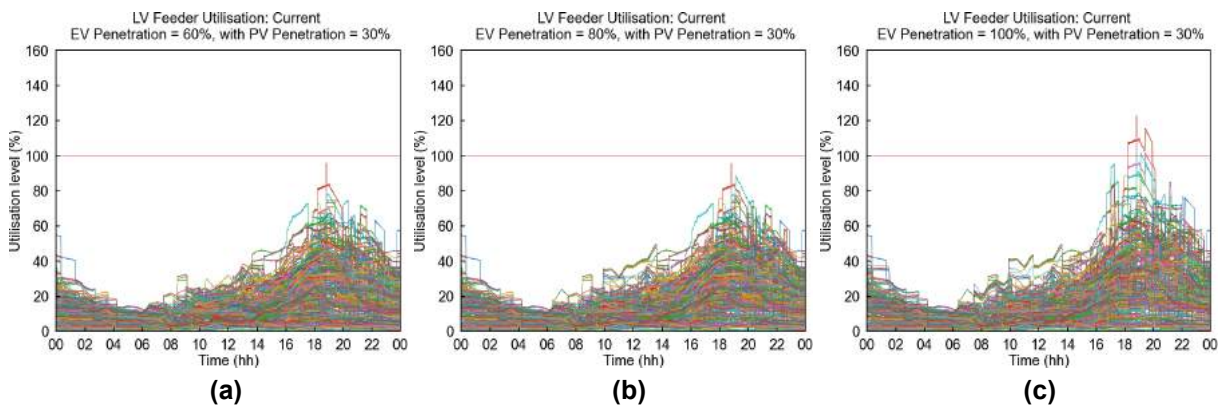 LV Feeder Utilisation: Current
EV Penetration = 60%, with PV Penetration = 30%
160
140
120
100
80
60
40
20
0
Utilisation level (%)
00 02 04 06 08 10 12 14 16 18 20 22 00
Time (hh)
(a)
LV Feeder Utilisation: Current
EV Penetration = 80%, with PV Penetration = 30%
160
140
120
100
80
60
40
20
0
Utilisation level (%)
00 02 04 06 08 10 12 14 16 18 20 22 00
Time (hh)
(b)
LV Feeder Utilisation: Current
EV Penetration = 100%, with PV Penetration = 30%
160
140
120
100
80
60
40
20
0
Utilisation level (%)
00 02 04 06 08 10 12 14 16 18 20 22 00
Time (hh)
(c)